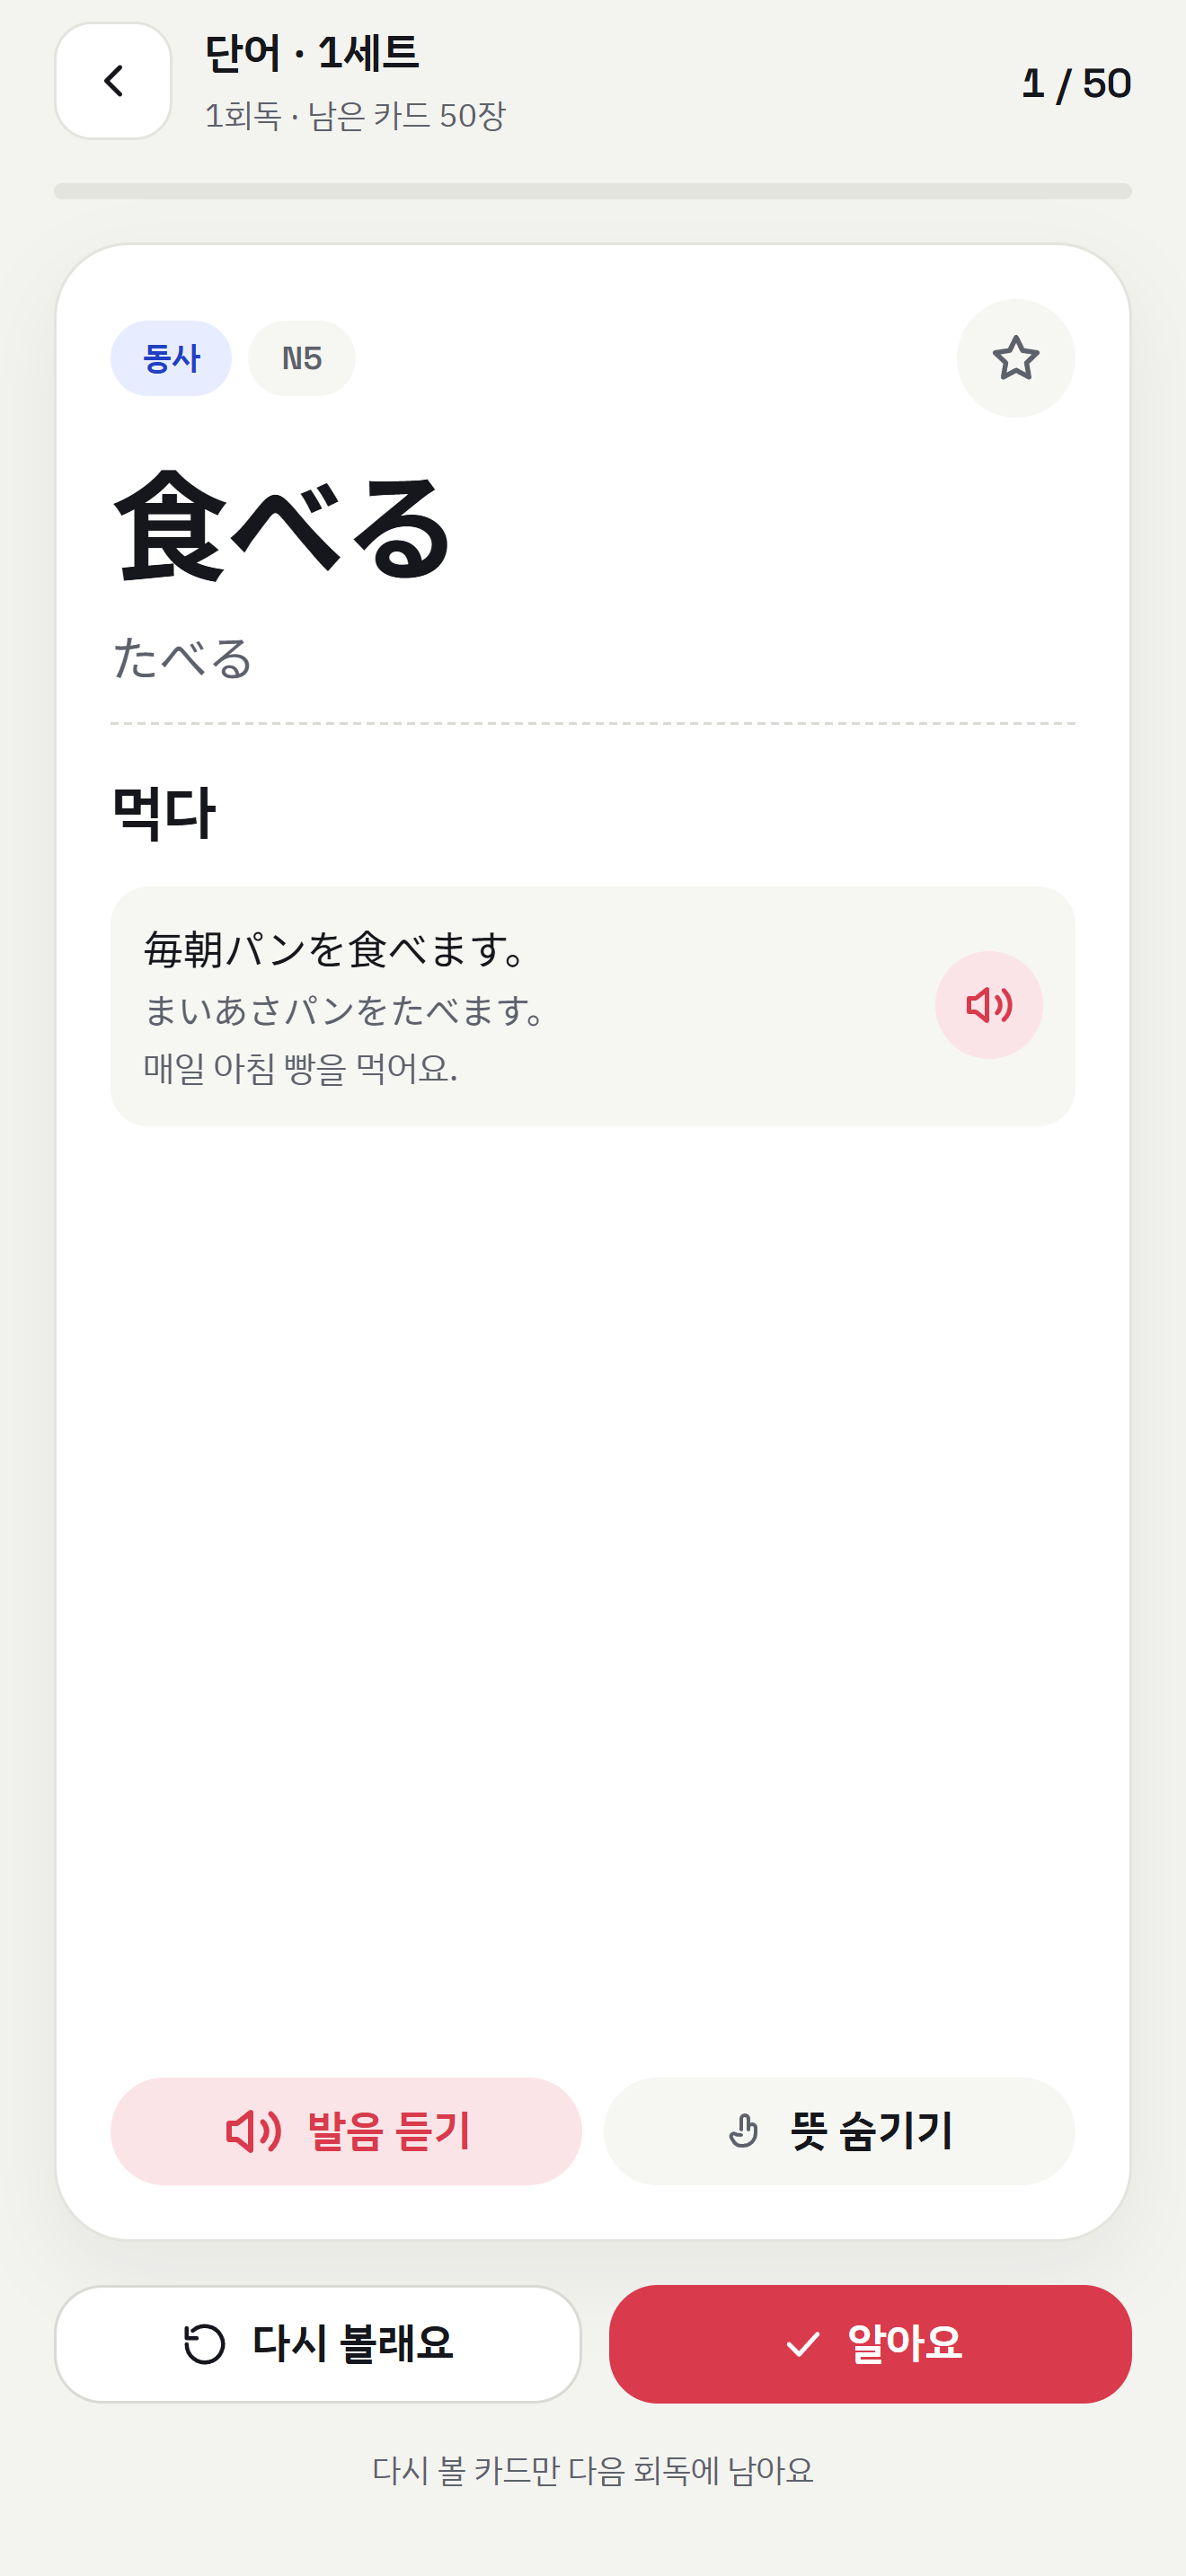 단어 · 1세트
1회독 · 남은 카드 50장
1 / 50
동사
N5
食べる
たべる
먹다
毎朝パンを食べます。
まいあさパンをたべます。
매일 아침 빵을 먹어요.
발음 듣기
뜻 숨기기
다시 볼래요
알아요
다시 볼 카드만 다음 회독에 남아요